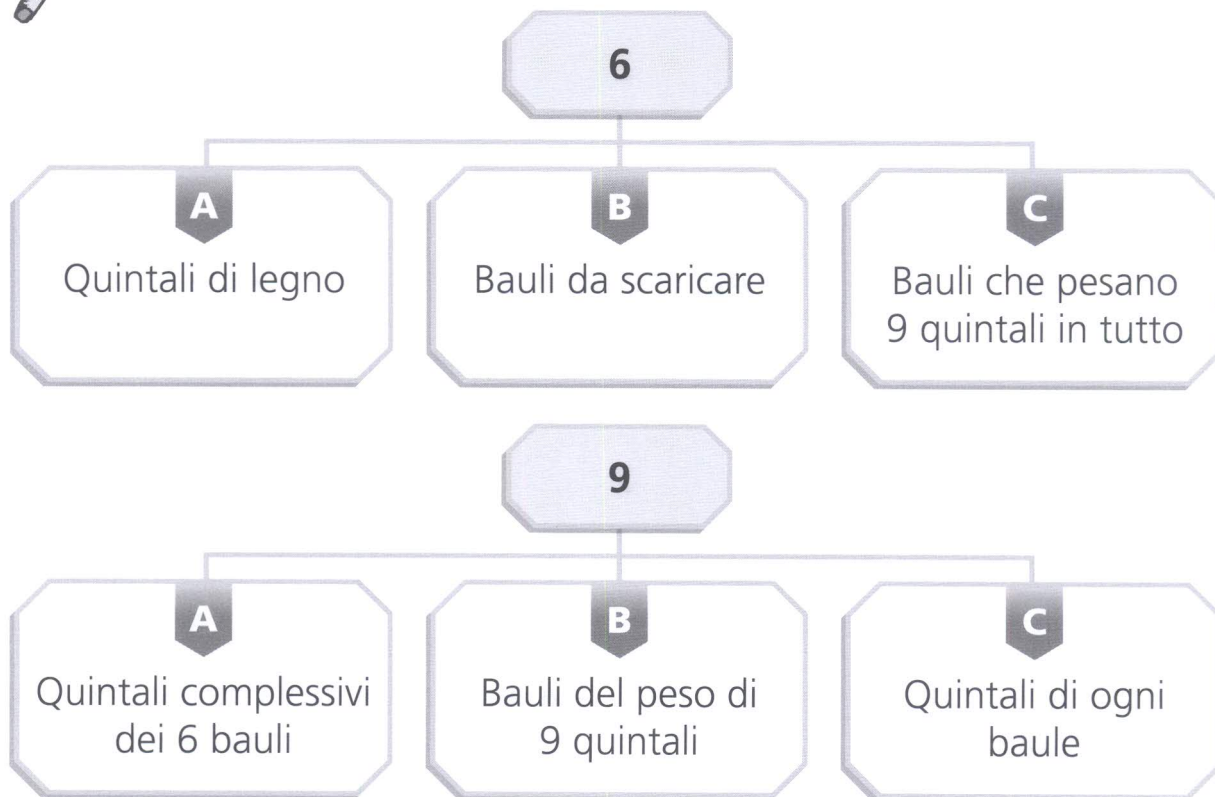 6
A
Quintali di legno
B
Bauli da scaricare
C
Bauli che pesano
9 quintali in tutto
9
A
Quintali complessivi
dei 6 bauli
B
Bauli del peso di
9 quintali
C
Quintali di ogni
baule